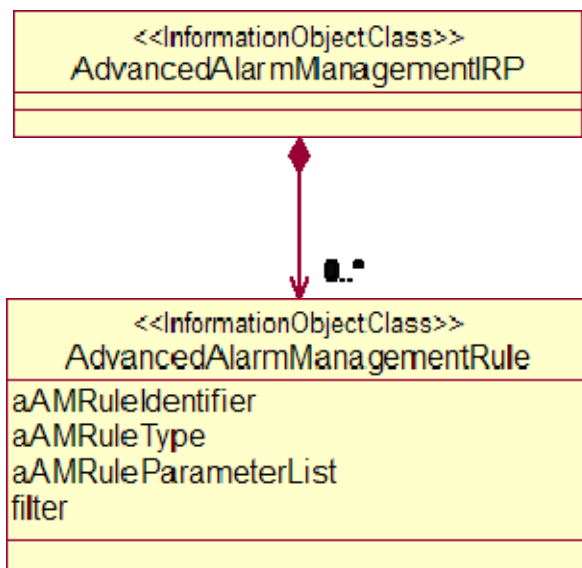 <<InformationObjectClass>>
AdvancedAlarmManagementIRP
0..*
<<InformationObjectClass>>
AdvancedAlarmManagementRule
aAMRuleIdentifier
aAMRuleType
aAMRuleParameterList
filter